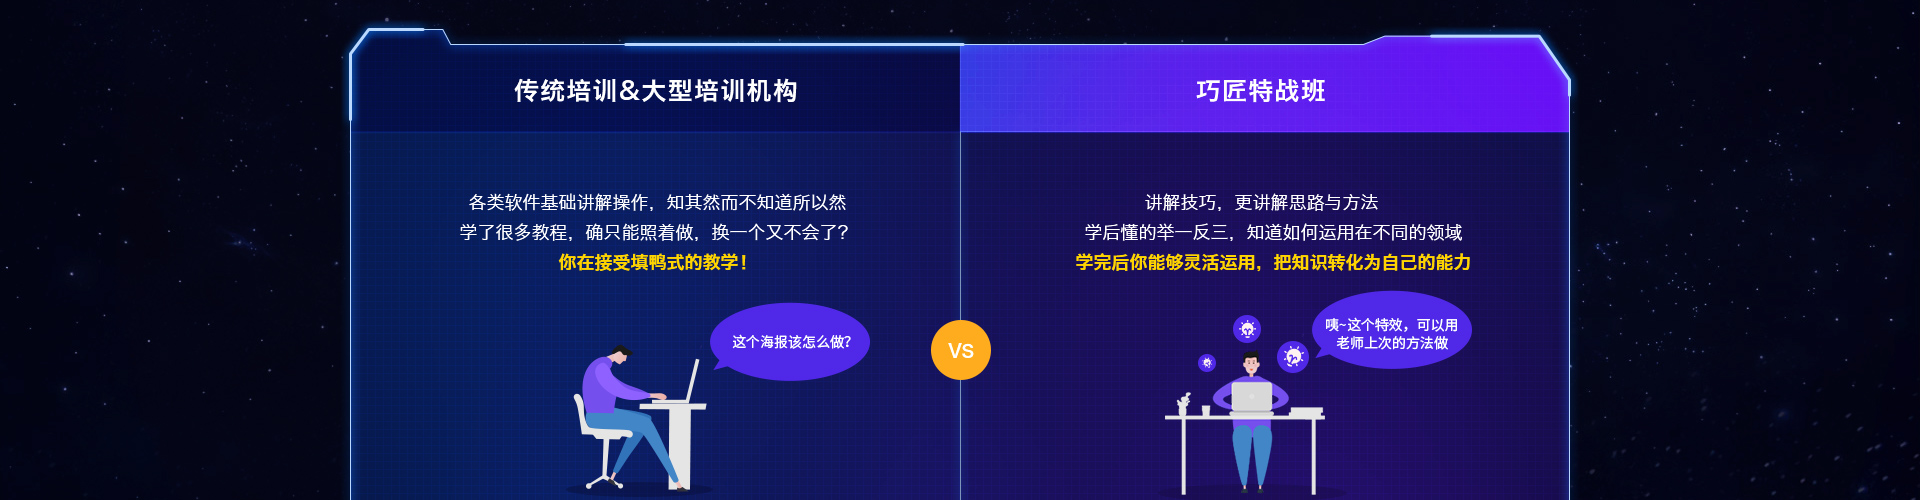 传统培训&大型培训机构
各类软件基础讲解操作，知其然而不知道所以然
学了很多教程，确只能照着做，换一个又不会了？
你在接受填鸭式的教学！
这个海报该怎么做？
VS
巧匠特战班
讲解技巧，更讲解思路与方法
学后懂的举一反三，知道如何运用在不同的领域
学完后你能够灵活运用，把知识转化为自己的能力
咦~这个特效，可以用
老师上次的方法做